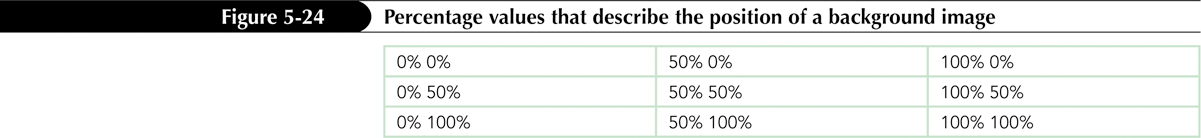 Figure 5-24 Percentage values that describe the position of a background image
0% 0% 50% 0% 100% 0%
0% 50% 50% 50% 100% 50%
0% 100% 50% 100% 100% 100%